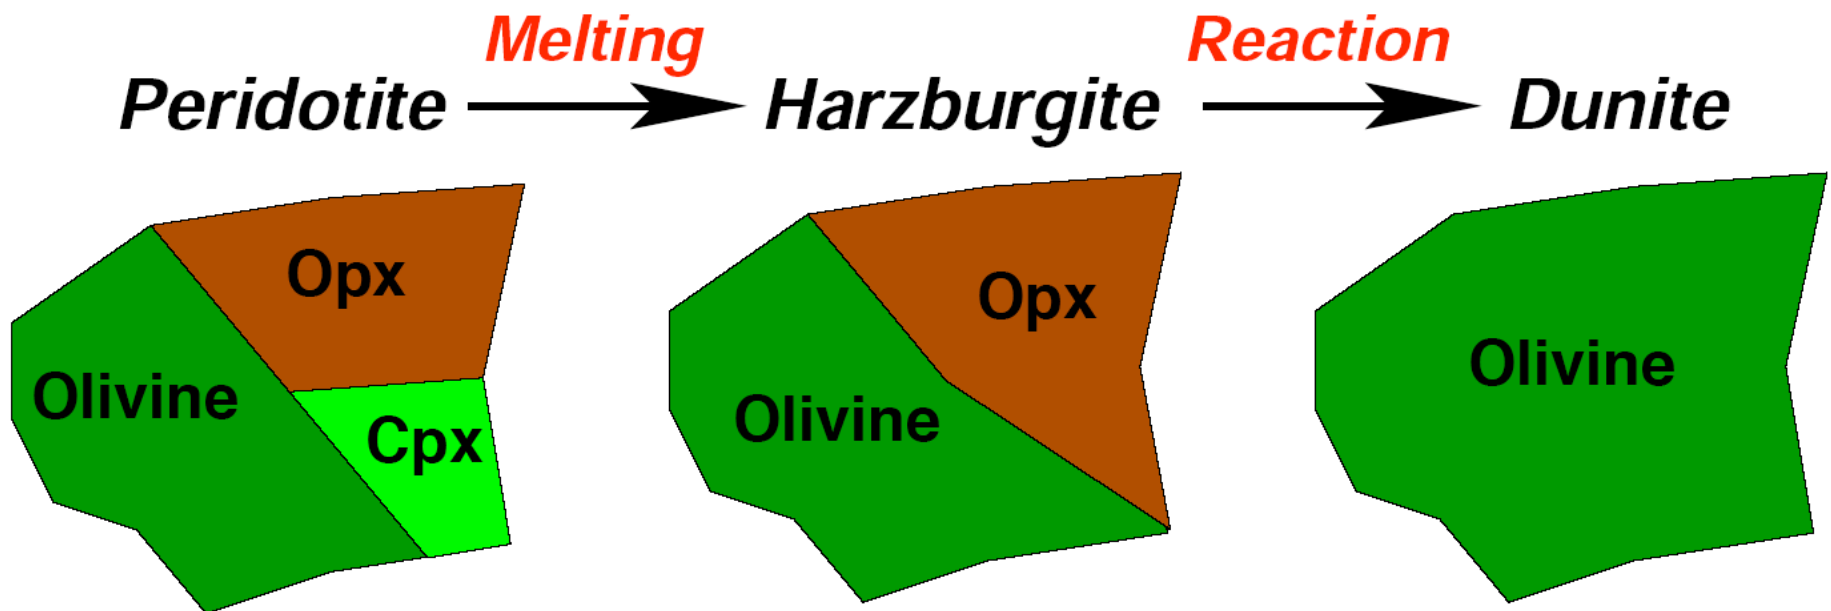 Melting Reaction
Peridotite Harzburgite Dunite
Opx
Olivine
Cpx
Opx
Olivine
Olivine